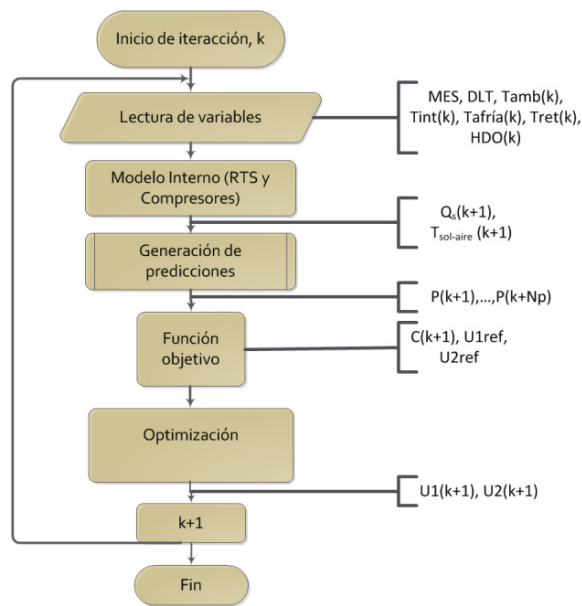 Inicio de iteracción, k
Lectura de variables
MES, DLT, Tamb(k),
Tint(k), Tafría(k), Tret(k),
HDO(k)
Modelo Interno (RTS y
Compresores)
Qₛ(k+1),
Tsol-aire (k+1)
Generación de
predicciones
P(k+1),...,P(k+Np)
Función
objetivo
C(k+1), U1ref,
U2ref
Optimización
U1(k+1), U2(k+1)
k+1
Fin